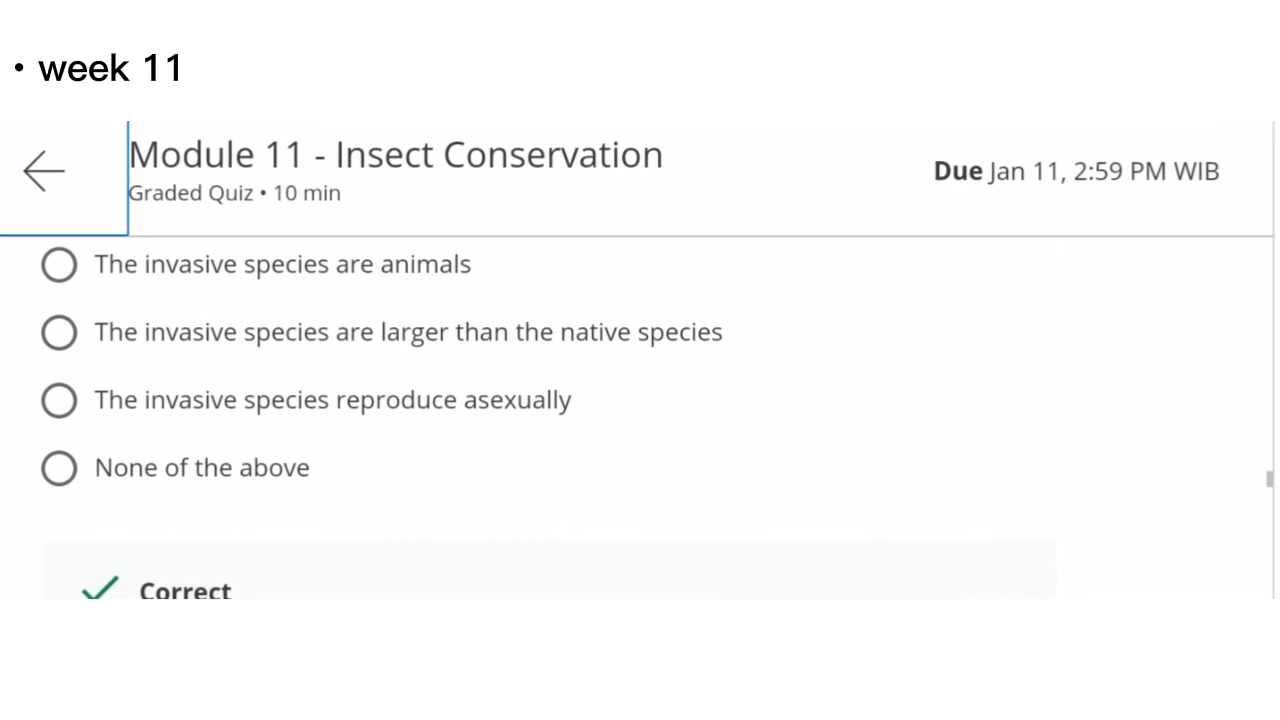 • week 11
Module 11 - Insect Conservation
Graded Quiz • 10 min
Due Jan 11, 2:59 PM WIB
The invasive species are animals
The invasive species are larger than the native species
The invasive species reproduce asexually
None of the above
Correct